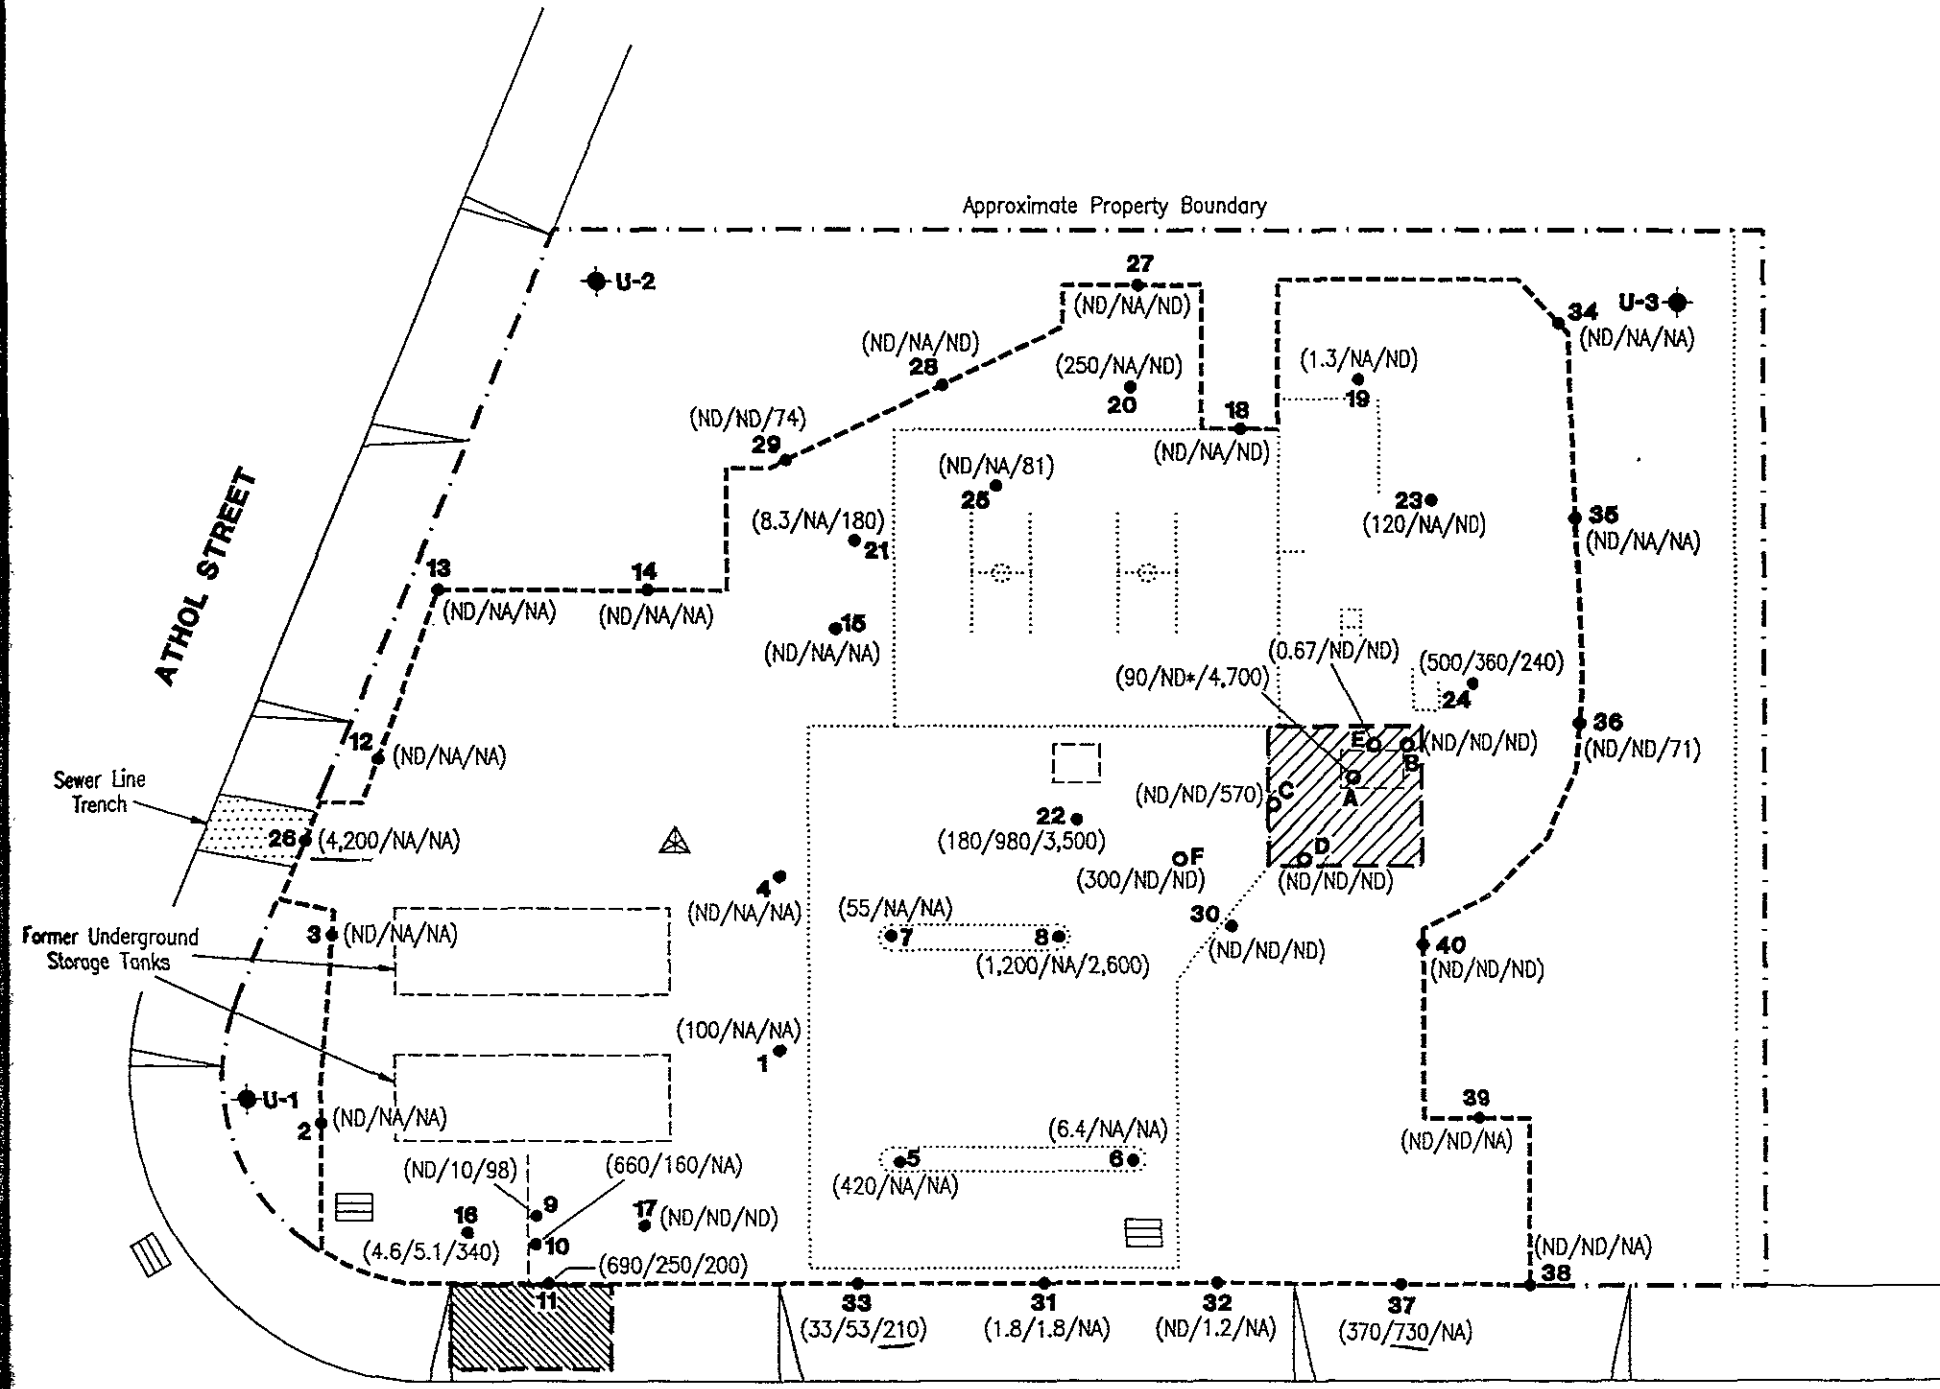 Approximate Property Boundary
U-2
27
(ND/NA/ND)
U-3
34
(ND/NA/NA)
(ND/NA/ND)
28
(250/NA/ND)
20
(1.3/NA/ND)
19
(ND/ND/74)
29
18
(ND/NA/ND)
(ND/NA/81)
25
23
(120/NA/ND)
35
(ND/NA/NA)
(8.3/NA/180)
21
ATHOL STREET
13
(ND/NA/NA)
14
(ND/NA/NA)
15
(ND/NA/NA)
(0.67/ND/ND)
(90/ND*/4,700)
(500/360/240)
24
36
(ND/ND/71)
12
(ND/NA/NA)
E
B
(ND/ND/ND)
A
C
(ND/ND/570)
Sewer Line
Trench
26
(4,200/NA/NA)
22
(180/980/3,500)
D
(ND/ND/ND)
F
(300/ND/ND)
4
(ND/NA/NA)
(55/NA/NA)
7
8
(1,200/NA/2,600)
30
(ND/ND/ND)
3
(ND/NA/NA)
Former Underground
Storage Tanks
40
(ND/ND/ND)
(100/NA/NA)
1
U-1
2
(ND/NA/NA)
39
(ND/ND/NA)
(6.4/NA/NA)
5
6
(420/NA/NA)
(ND/10/98)
(660/160/NA)
9
10
16
(4.6/5.1/340)
17
(ND/ND/ND)
(690/250/200)
11
(ND/ND/NA)
38
33
(33/53/210)
31
(1.8/1.8/NA)
32
(ND/1.2/NA)
37
(370/730/NA)